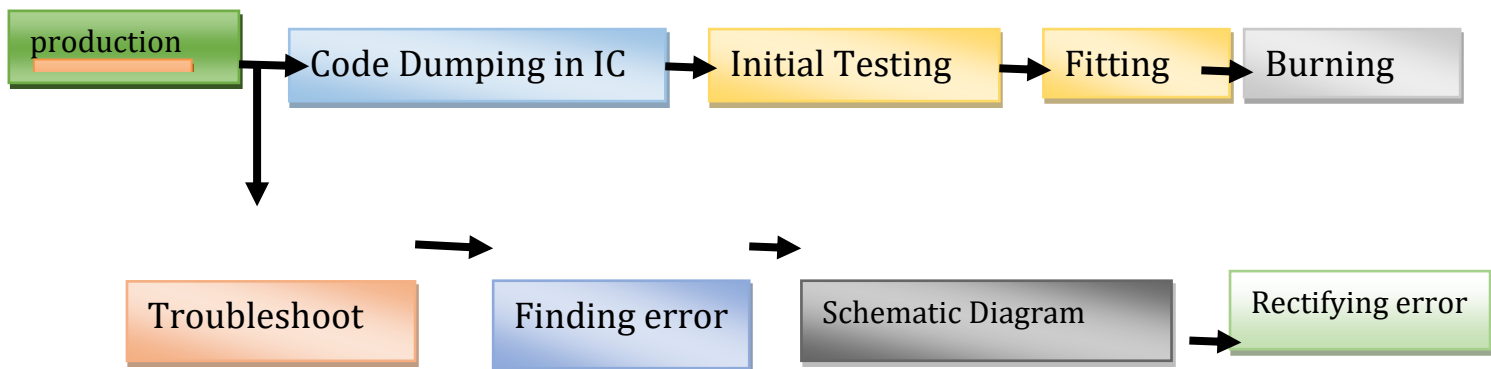 production
Code Dumping in IC
Initial Testing
Fitting
Burning
Troubleshoot
Finding error
Schematic Diagram
Rectifying error